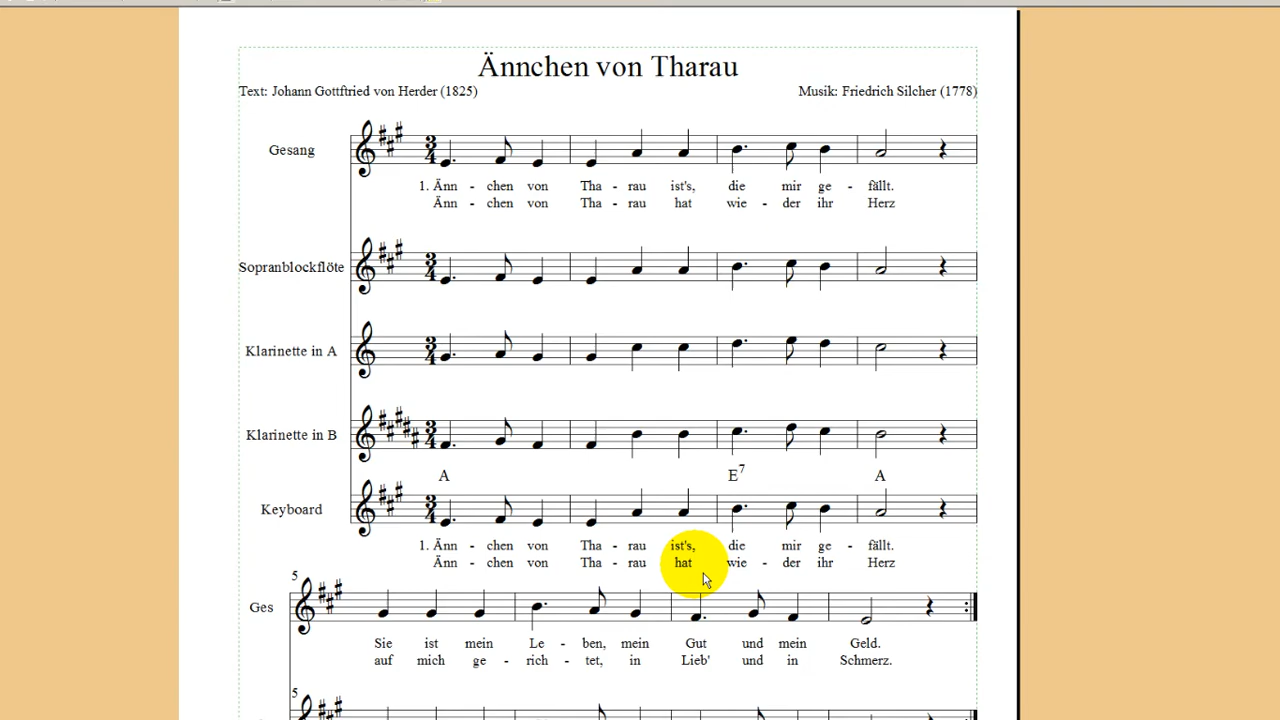 Ännchen von Tharau
Text: Johann Gottftried von Herder (1825)
Musik: Friedrich Silcher (1778)
Gesang
1. Änn - chen von Tha - rau ist's, die mir ge - fällt.
Änn - chen von Tha - rau hat wie - der ihr Herz
Sopranblockflöte
Klarinette in A
Klarinette in B
A E7 A
Keyboard
1. Änn - chen von Tha - rau ist's, die mir ge - fällt.
Änn - chen von Tha - rau hat wie - der ihr Herz
5
Ges
Sie ist mein Le - ben, mein Gut und mein Geld.
auf mich ge - rich - tet, in Lieb' und in Schmerz.
5